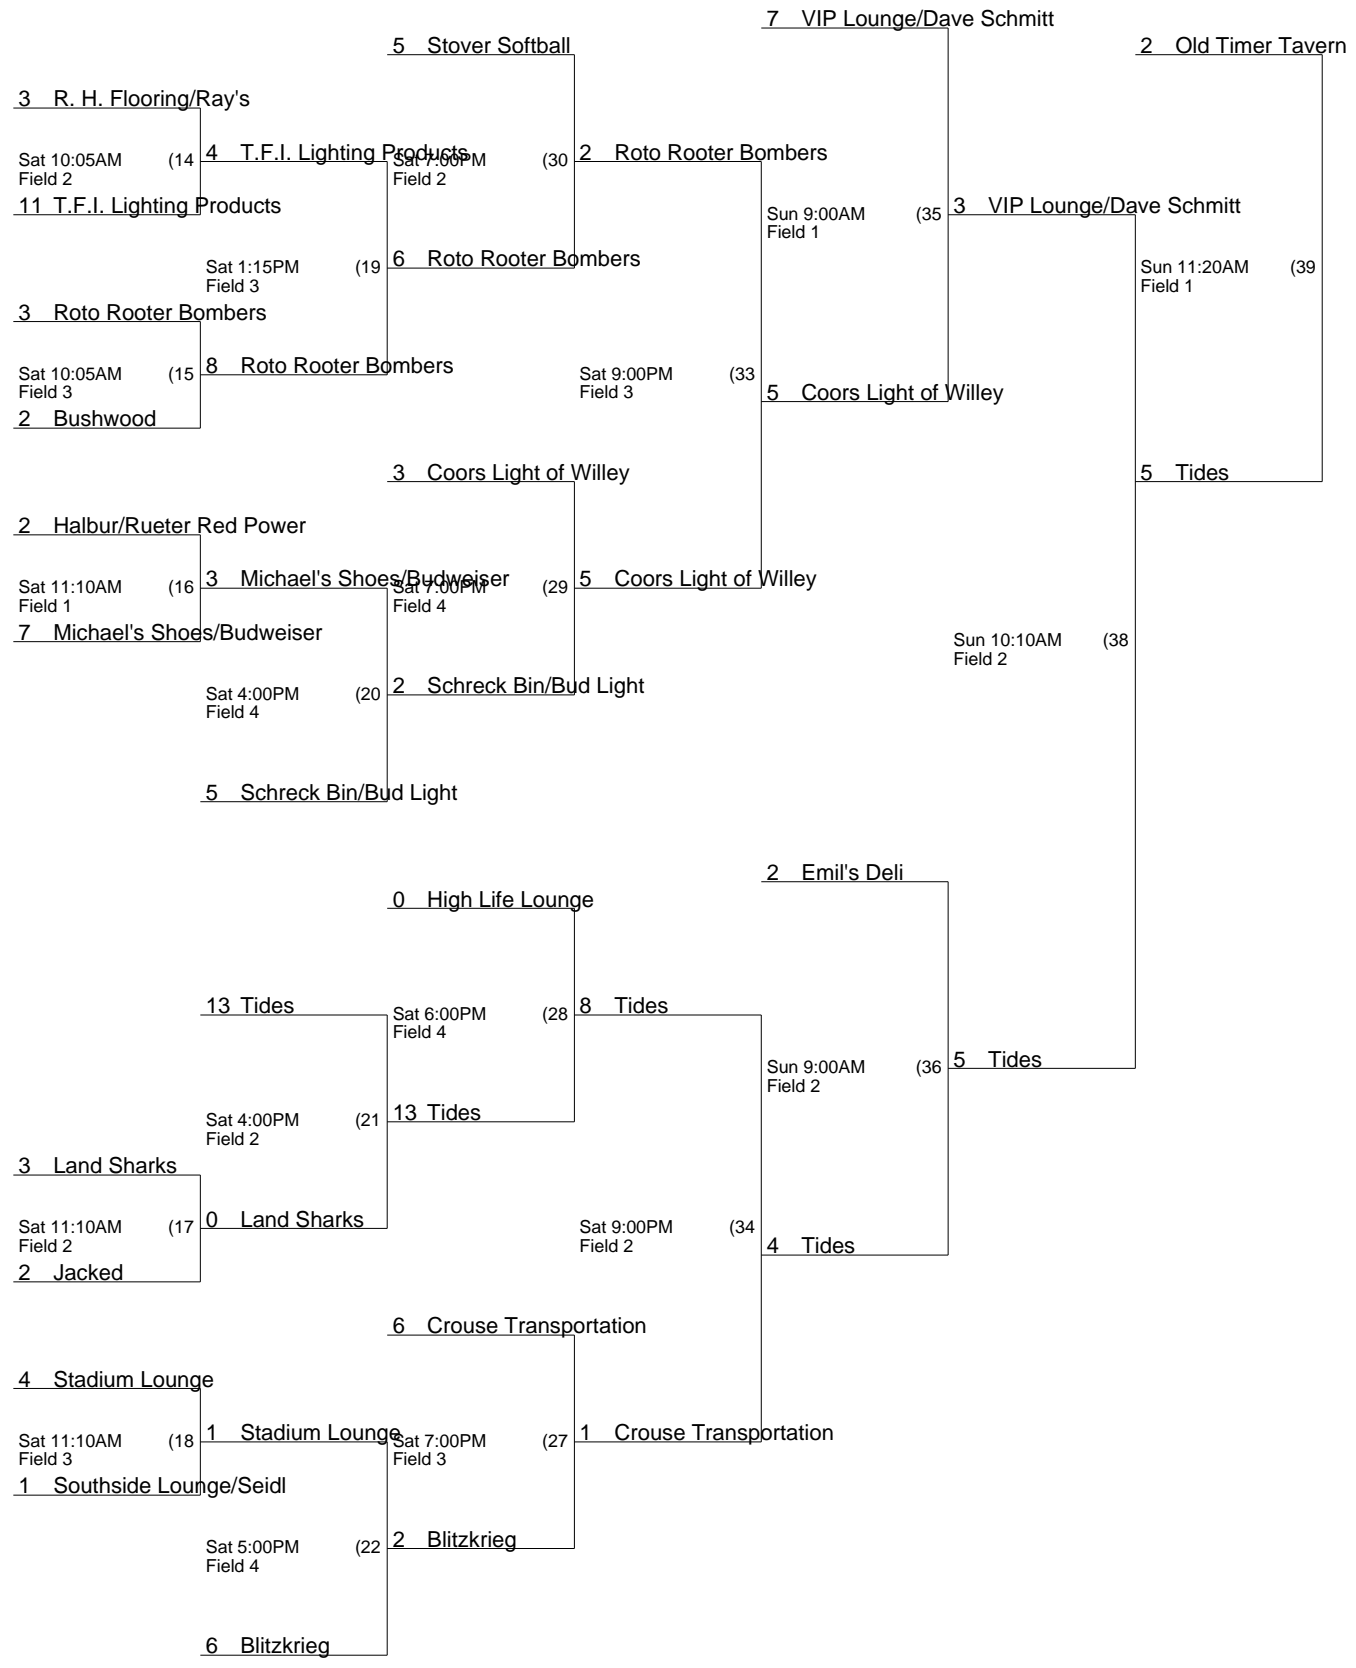 7 VIP Lounge/Dave Schmitt
5 Stover Softball
2 Old Timer Tavern
3 R. H. Flooring/Ray's
4 T.F.I. Lighting Products
2 Roto Rooter Bombers
Sat 10:05AM (14
Field 2
Sat 7:00PM (30
Field 2
11 T.F.I. Lighting Products
3 VIP Lounge/Dave Schmitt
Sun 9:00AM (35
Field 1
6 Roto Rooter Bombers
Sat 1:15PM (19
Field 3
Sun 11:20AM (39
Field 1
3 Roto Rooter Bombers
8 Roto Rooter Bombers
Sat 10:05AM (15
Field 3
Sat 9:00PM (33
Field 3
5 Coors Light of Willey
2 Bushwood
3 Coors Light of Willey
5 Tides
2 Halbur/Rueter Red Power
3 Michael's Shoes/Budweiser
5 Coors Light of Willey
Sat 11:10AM (16
Field 1
Sat 7:00PM (29
Field 4
7 Michael's Shoes/Budweiser
Sun 10:10AM (38
Field 2
2 Schreck Bin/Bud Light
Sat 4:00PM (20
Field 4
5 Schreck Bin/Bud Light
2 Emil's Deli
0 High Life Lounge
13 Tides
8 Tides
Sat 6:00PM (28
Field 4
5 Tides
Sun 9:00AM (36
Field 2
13 Tides
Sat 4:00PM (21
Field 2
3 Land Sharks
0 Land Sharks
Sat 11:10AM (17
Field 2
Sat 9:00PM (34
Field 2
4 Tides
2 Jacked
6 Crouse Transportation
4 Stadium Lounge
1 Stadium Lounge
1 Crouse Transportation
Sat 11:10AM (18
Field 3
Sat 7:00PM (27
Field 3
1 Southside Lounge/Seidl
2 Blitzkrieg
Sat 5:00PM (22
Field 4
6 Blitzkrieg